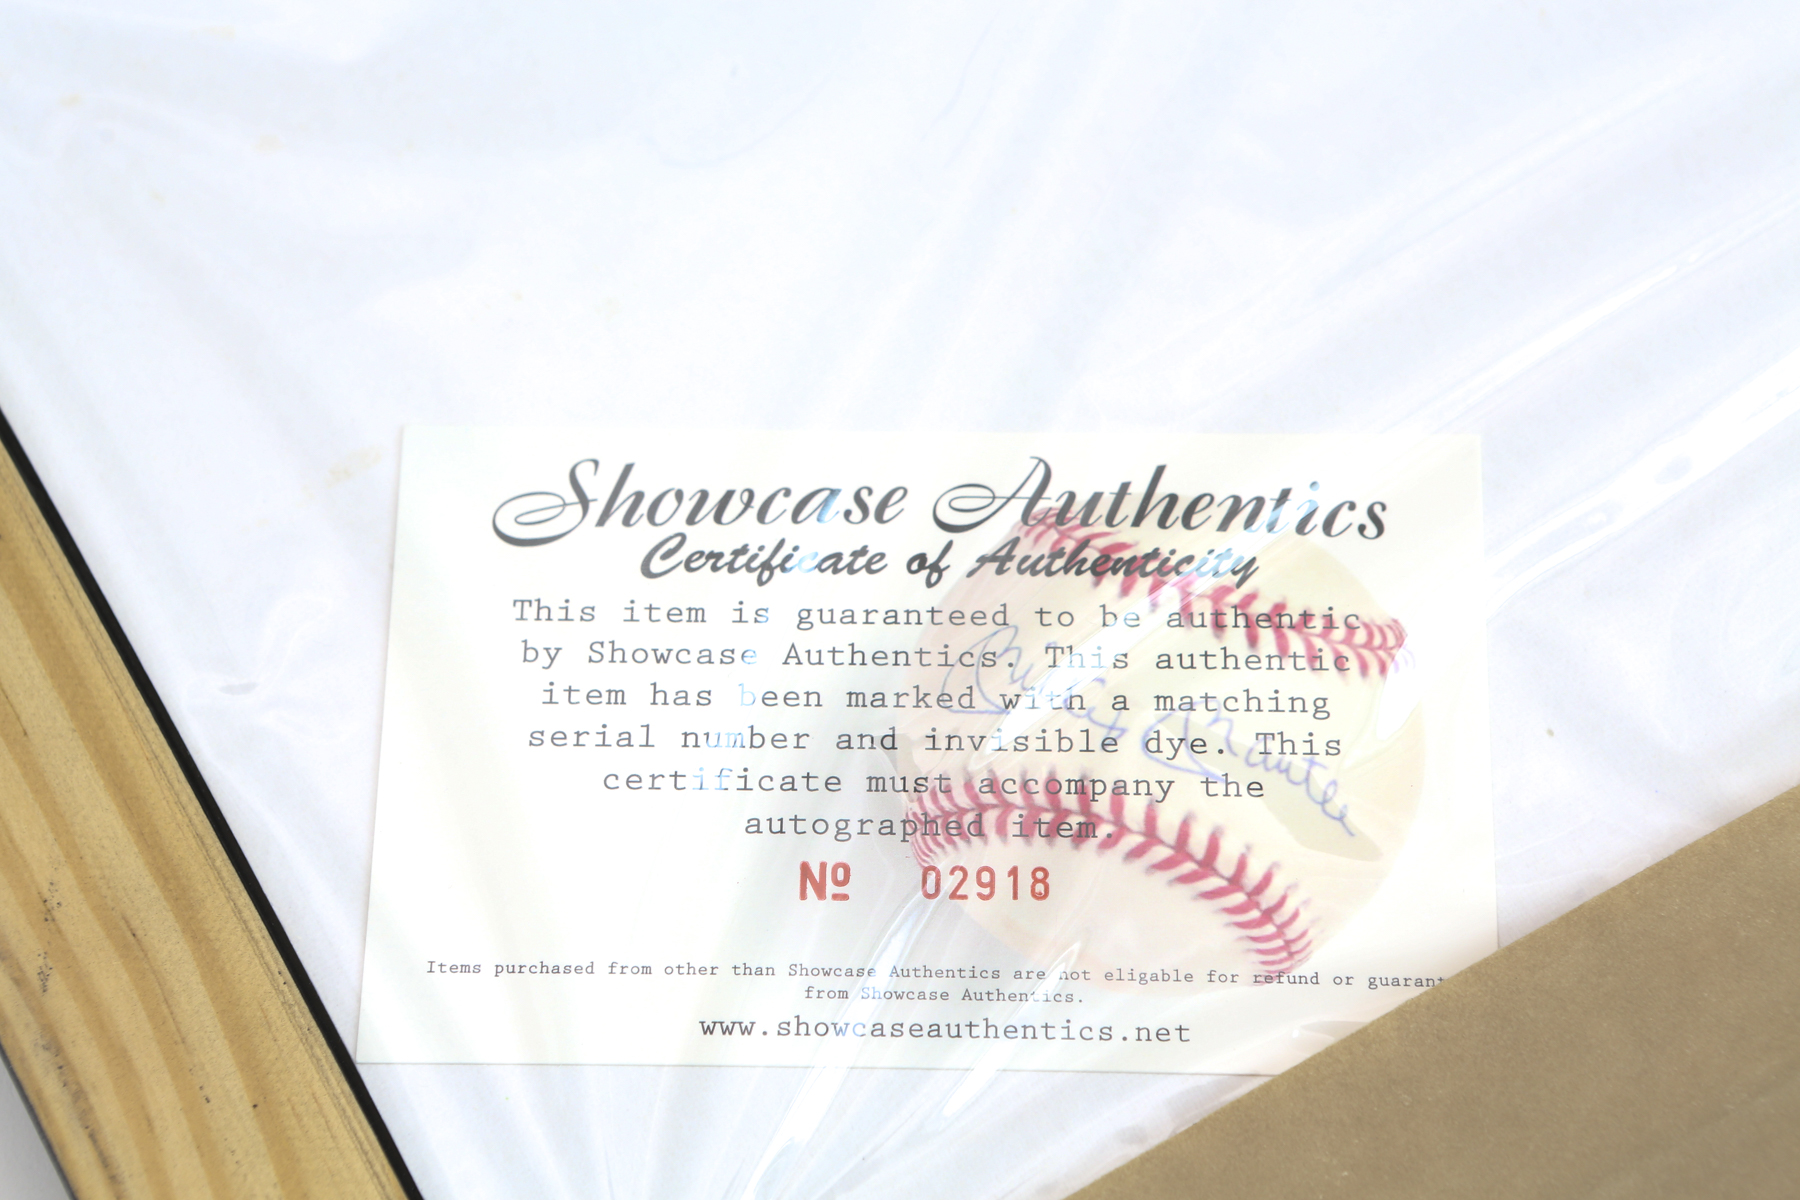 Showcase Authentics
Certificate of Authenticity
This item is guaranteed to be authentic
by Showcase Authentics. This authentic
item has been marked with a matching
serial number and invisible dye. This
certificate must accompany the
autographed item.
Nº 02918
Items purchased from other than Showcase Authentics are not eligable for refund or
from Showcase Authentics.
www.showcaseauthentics.net
Mickey Mantle